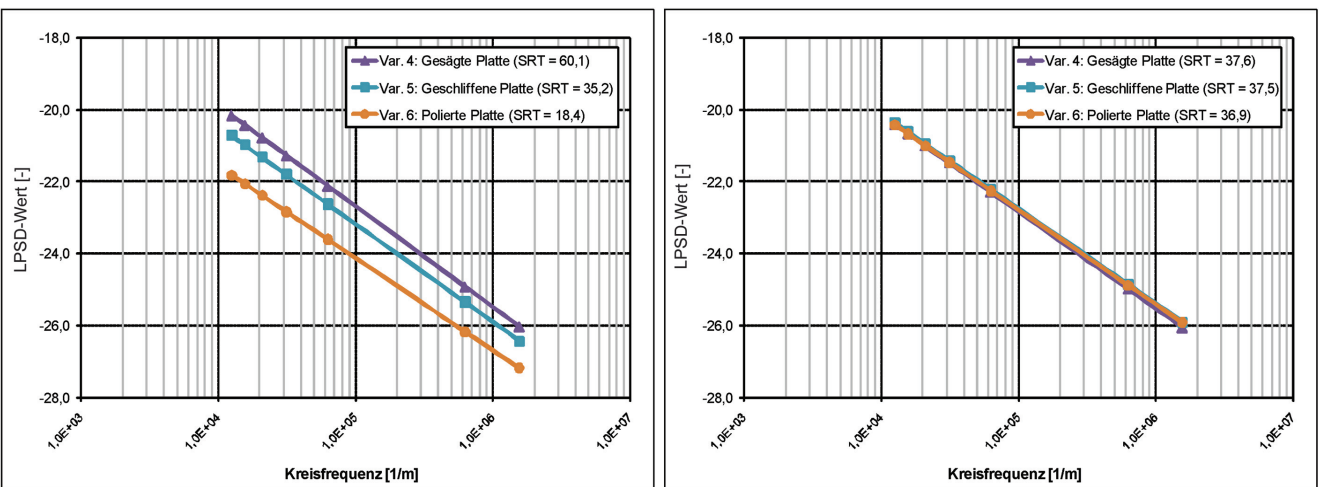 -18,0
-20,0
-22,0
-24,0
-26,0
-28,0
LPSD-Wert [-]
Var. 4: Gesägte Platte (SRT = 60,1)
Var. 5: Geschliffene Platte (SRT = 35,2)
Var. 6: Polierte Platte (SRT = 18,4)
1,0E+03
1,0E+04
1,0E+05
1,0E+06
1,0E+07
Kreisfrequenz [1/m]
-18,0
-20,0
-22,0
-24,0
-26,0
-28,0
LPSD-Wert [-]
Var. 4: Gesägte Platte (SRT = 37,6)
Var. 5: Geschliffene Platte (SRT = 37,5)
Var. 6: Polierte Platte (SRT = 36,9)
1,0E+03
1,0E+04
1,0E+05
1,0E+06
1,0E+07
Kreisfrequenz [1/m]